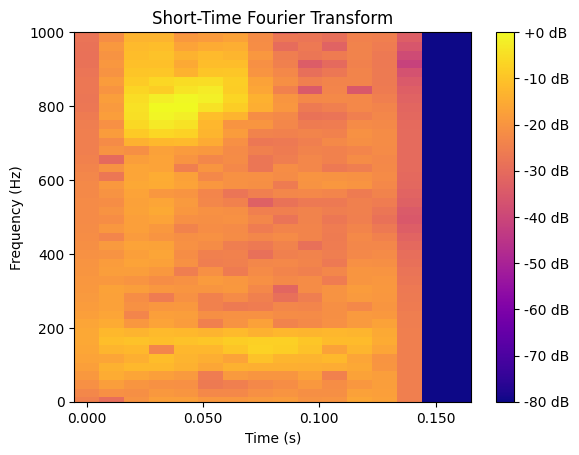 Short-Time Fourier Transform
1000
800
600
400
200
0
Frequency (Hz)
0.000
0.050
0.100
0.150
Time (s)
+0 dB
-10 dB
-20 dB
-30 dB
-40 dB
-50 dB
-60 dB
-70 dB
-80 dB